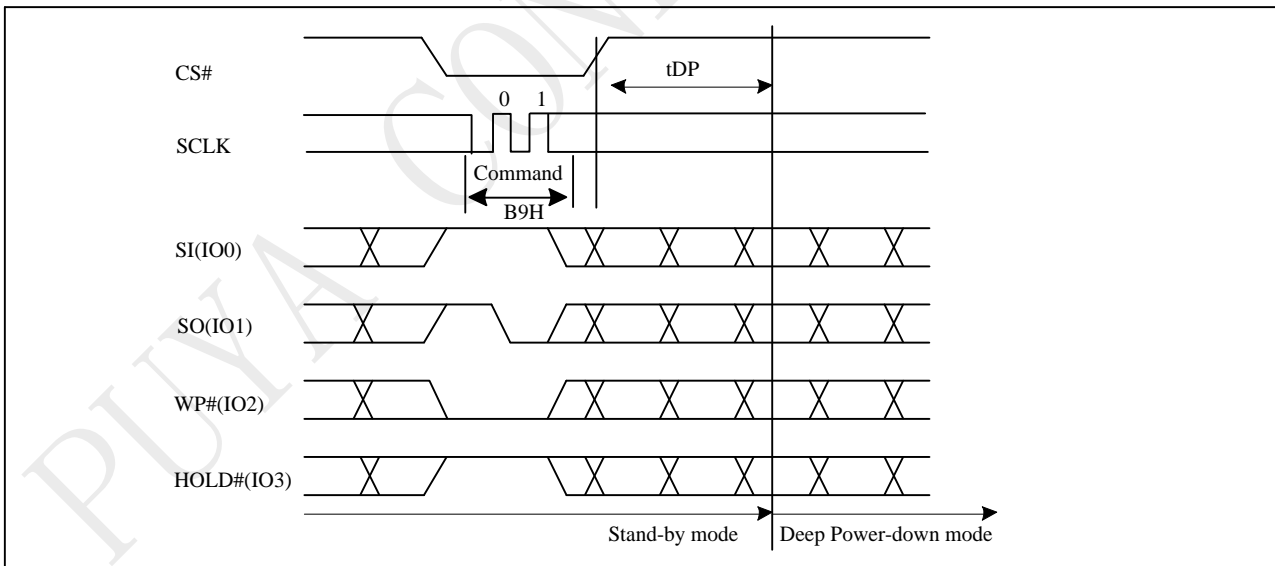 CS#
tDP
0 1
SCLK
Command
B9H
SI(IO0)
SO(IO1)
WP#(IO2)
HOLD#(IO3)
Stand-by mode Deep Power-down mode
PUYA